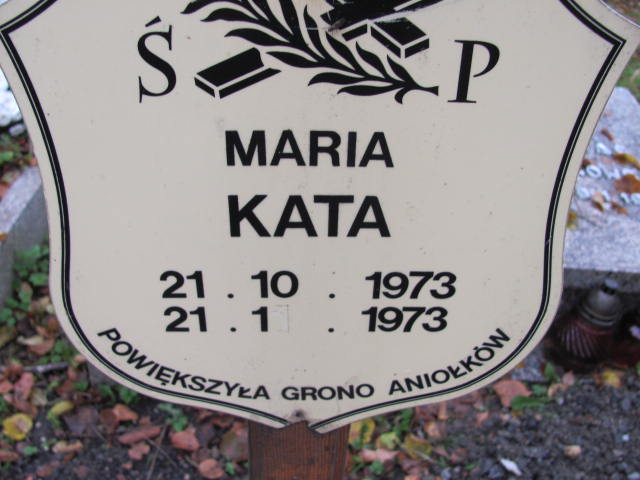 Ś P
MARIA
KATA
21 . 10 . 1973
21 . 1 . 1973
POWIĘKSZYŁA GRONO ANIOŁKÓW